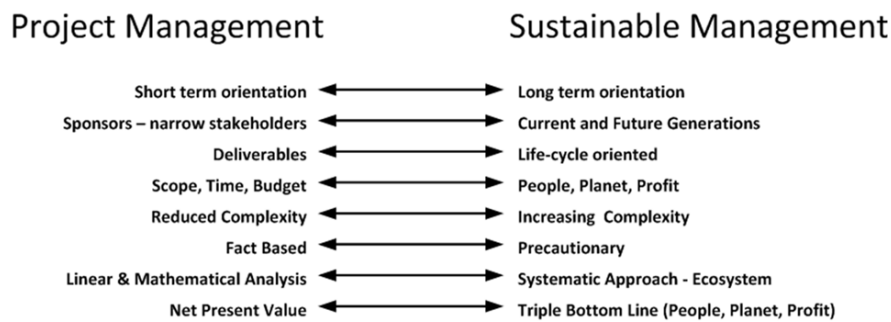 Project Management Sustainable Management
Short term orientation Long term orientation
Sponsors – narrow stakeholders Current and Future Generations
Deliverables Life-cycle oriented
Scope, Time, Budget People, Planet, Profit
Reduced Complexity Increasing Complexity
Fact Based Precautionary
Linear & Mathematical Analysis Systematic Approach - Ecosystem
Net Present Value Triple Bottom Line (People, Planet, Profit)